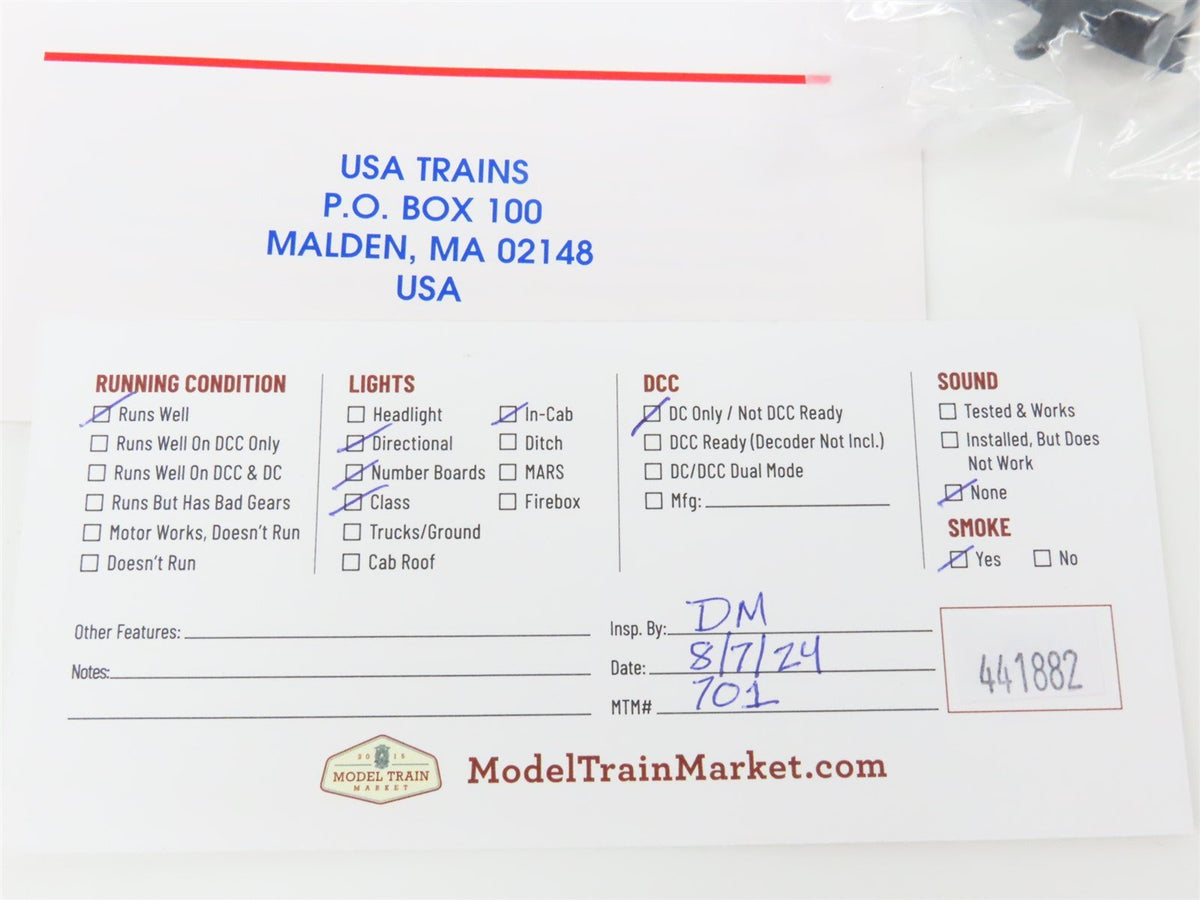 USA TRAINS
P.O. BOX 100
MALDEN, MA 02148
USA
RUNNING CONDITION
Runs Well
Runs Well On DCC Only
Runs Well On DCC & DC
Runs But Has Bad Gears
Motor Works, Doesn't Run
Doesn't Run
LIGHTS
Headlight
Directional
Number Boards
Class
Trucks/Ground
Cab Roof
In-Cab
Ditch
MARS
Firebox
DCC
DC Only / Not DCC Ready
DCC Ready (Decoder Not Incl.)
DC/DCC Dual Mode
Mfg:
SOUND
Tested & Works
Installed, But Does
Not Work
None
SMOKE
Yes No
Other Features:
Notes:
Insp. By: DM
Date: 8/7/24
MTM# 701
441882
2015
MODEL TRAIN
MARKET
ModelTrainMarket.com